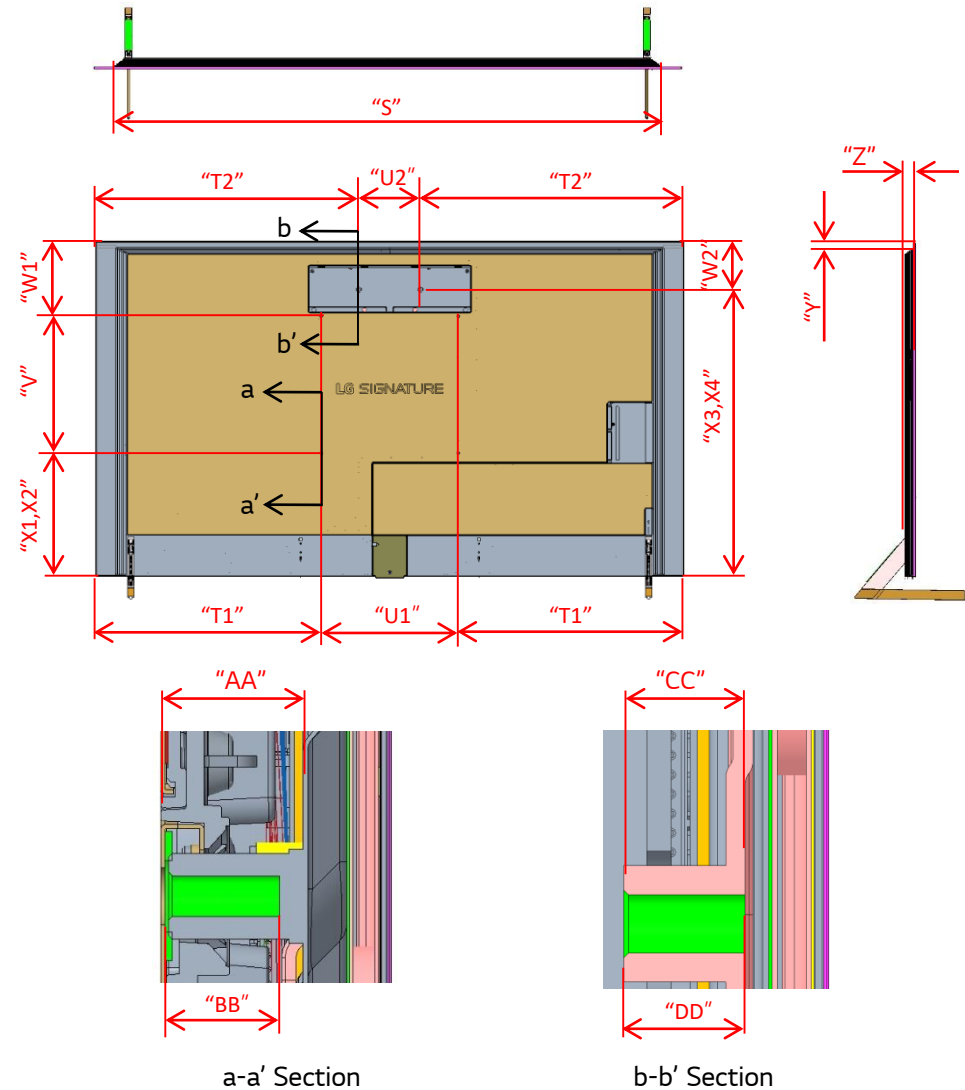 “S”
“Z”
“T2”
“U2”
“T2”
b
“W1”
“W2”
“Y”
b’
“V”
a
LG SIGNATURE
“X3,X4”
“X1,X2”
a’
“T1”
“U1”
“T1”
“AA”
“CC”
“BB”
“DD”
a-a’ Section
b-b’ Section